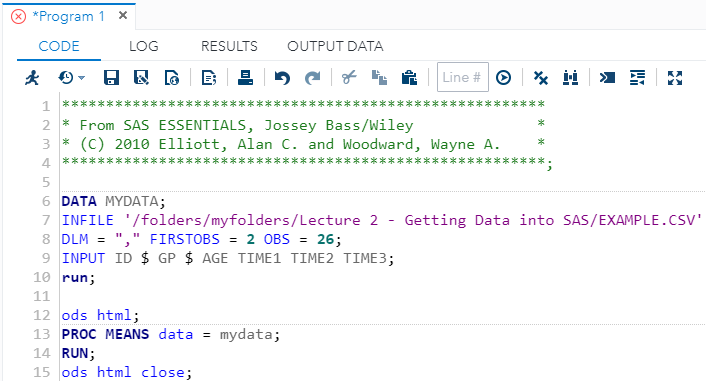 *Program 1 ×
CODE LOG RESULTS OUTPUT DATA
Line #
1 ********************************************************
2 * From SAS ESSENTIALS, Jossey Bass/Wiley *
3 * (C) 2010 Elliott, Alan C. and Woodward, Wayne A. *
4 ********************************************************;
5
6 DATA MYDATA;
7 INFILE '/folders/myfolders/Lecture 2 - Getting Data into SAS/EXAMPLE.CSV'
8 DLM = "," FIRSTOBS = 2 OBS = 26;
9 INPUT ID $ GP $ AGE TIME1 TIME2 TIME3;
10 run;
11
12 ods html;
13 PROC MEANS data = mydata;
14 RUN;
15 ods html close;